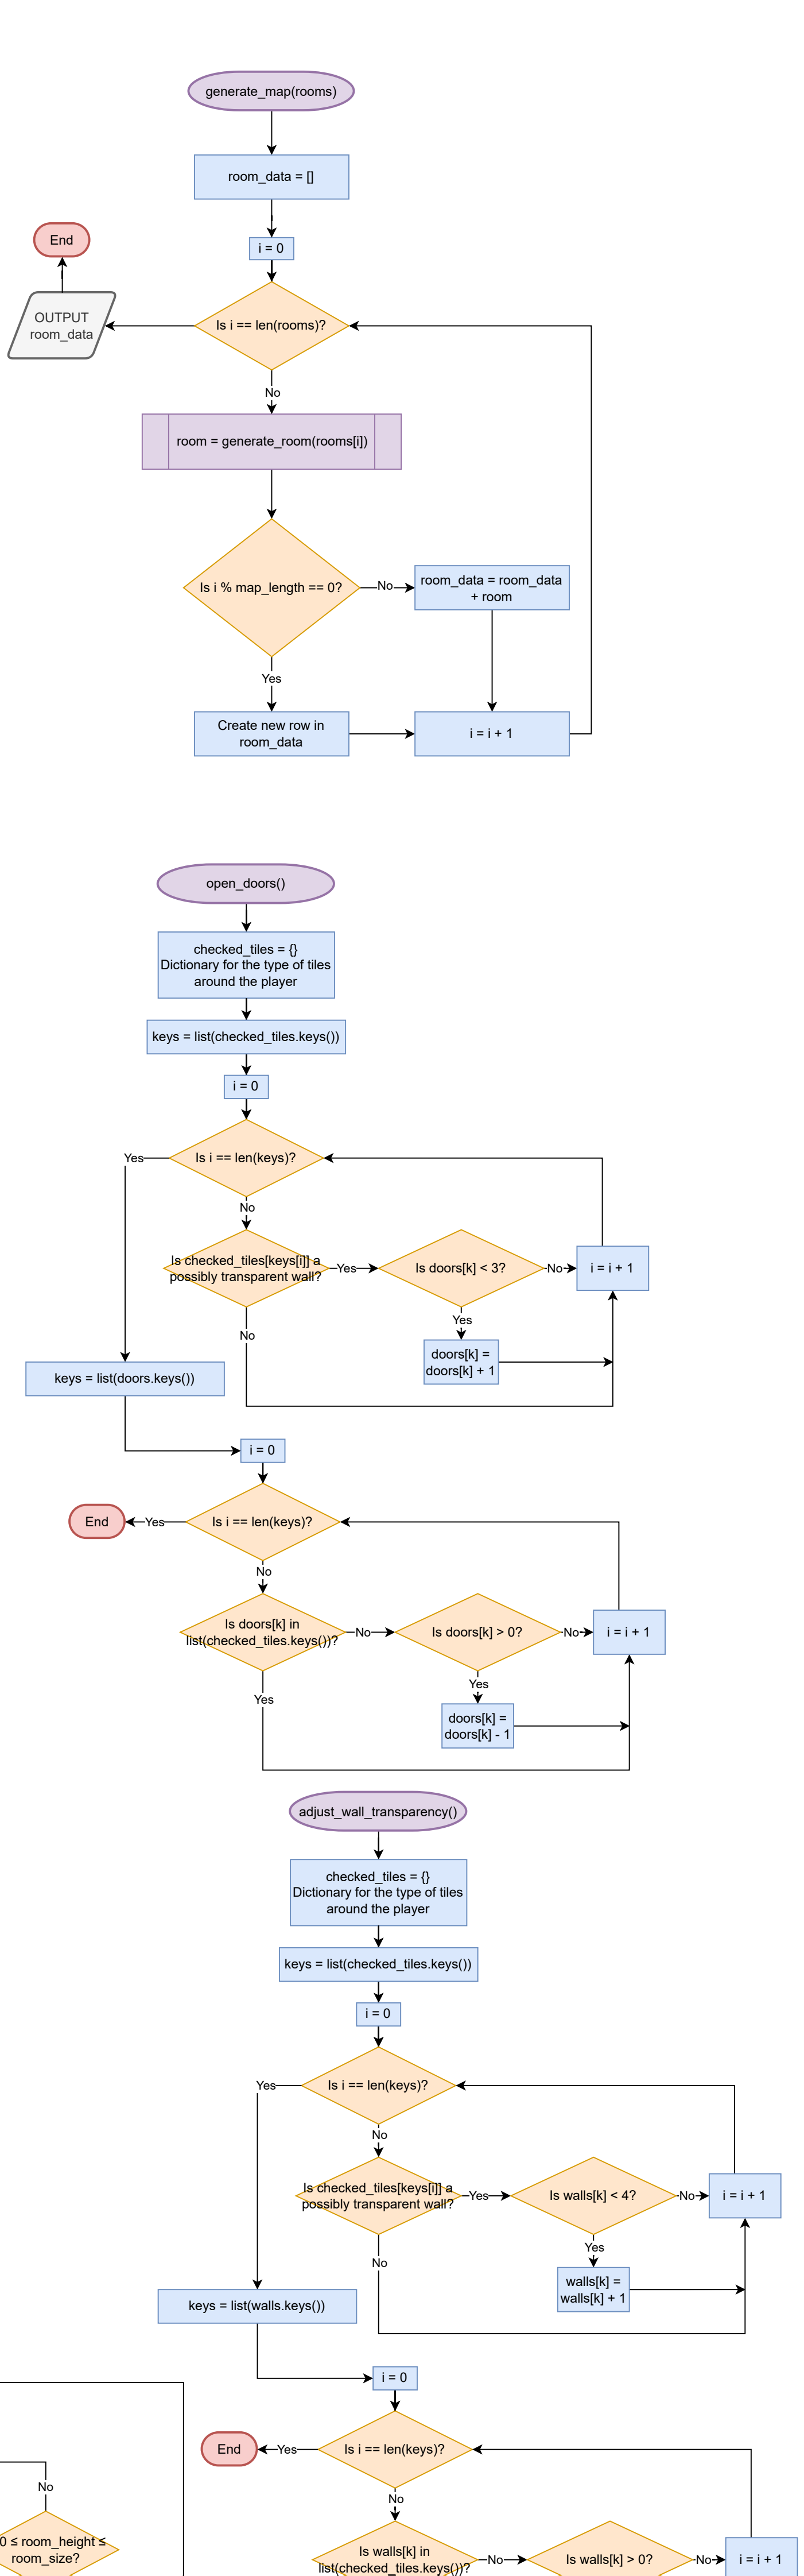 generate_map(rooms)
room_data = []
i = 0
End
OUTPUT
room_data
Is i == len(rooms)?
No
room = generate_room(rooms[i])
Is i % map_length == 0?
No
room_data = room_data
+ room
Yes
Create new row in
room_data
i = i + 1
open_doors()
checked_tiles = {}
Dictionary for the type of tiles
around the player
keys = list(checked_tiles.keys())
i = 0
Yes
Is i == len(keys)?
No
Is checked_tiles[keys[i]] a
possibly transparent wall?
Yes
Is doors[k] < 3?
No
i = i + 1
Yes
No
doors[k] =
doors[k] + 1
keys = list(doors.keys())
i = 0
End
Yes
Is i == len(keys)?
No
Is doors[k] in
list(checked_tiles.keys())?
No
Is doors[k] > 0?
No
i = i + 1
Yes
Yes
doors[k] =
doors[k] - 1
adjust_wall_transparency()
checked_tiles = {}
Dictionary for the type of tiles
around the player
keys = list(checked_tiles.keys())
i = 0
Yes
Is i == len(keys)?
No
Is checked_tiles[keys[i]] a
possibly transparent wall?
Yes
Is walls[k] < 4?
No
i = i + 1
Yes
No
walls[k] =
walls[k] + 1
keys = list(walls.keys())
i = 0
End
Yes
Is i == len(keys)?
No
No
0 ≤ room_height ≤
room_size?
Is walls[k] in
list(checked_tiles.keys())?
No
Is walls[k] > 0?
No
i = i + 1